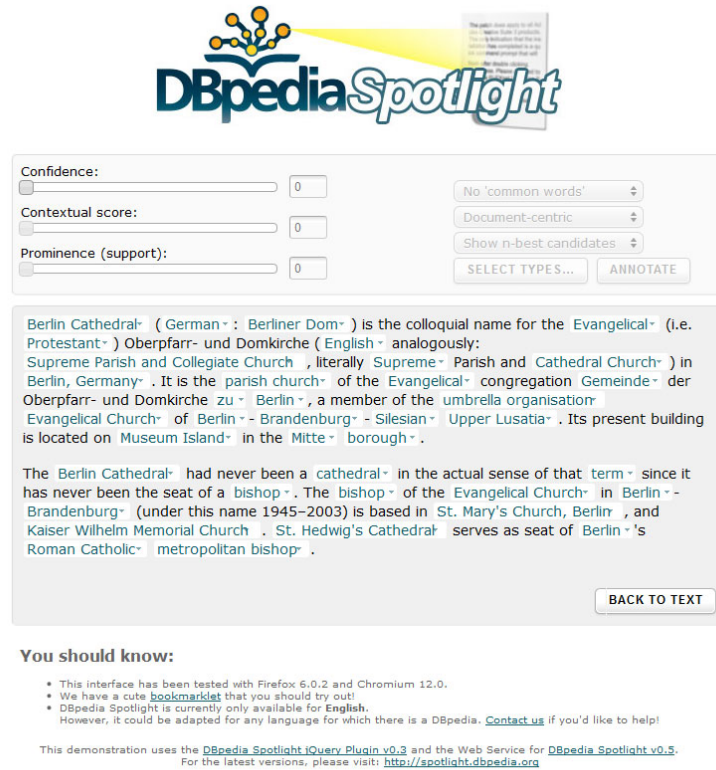 DBpedia Spotlight
Confidence:
0
Contextual score:
0
Prominence (support):
0
No 'common words'
Document-centric
Show n-best candidates
SELECT TYPES...
ANNOTATE
Berlin Cathedral ( German : Berliner Dom ) is the colloquial name for the Evangelical (i.e.
Protestant ) Oberpfarr- und Domkirche ( English analogously:
Supreme Parish and Collegiate Church , literally Supreme Parish and Cathedral Church ) in
Berlin, Germany . It is the parish church of the Evangelical congregation Gemeinde der
Oberpfarr- und Domkirche zu Berlin , a member of the umbrella organisation
Evangelical Church of Berlin - Brandenburg - Silesian Upper Lusatia . Its present building
is located on Museum Island in the Mitte borough .
The Berlin Cathedral had never been a cathedral in the actual sense of that term since it
has never been the seat of a bishop . The bishop of the Evangelical Church in Berlin -
Brandenburg (under this name 1945–2003) is based in St. Mary's Church, Berlin , and
Kaiser Wilhelm Memorial Church . St. Hedwig's Cathedral serves as seat of Berlin 's
Roman Catholic metropolitan bishop .
BACK TO TEXT
You should know:
• This interface has been tested with Firefox 6.0.2 and Chromium 12.0.
• We have a cute bookmarklet that you should try out!
• DBpedia Spotlight is currently only available for English.
However, it could be adapted for any language for which there is a DBpedia. Contact us if you'd like to help!
This demonstration uses the DBpedia Spotlight jQuery Plugin v0.3 and the Web Service for DBpedia Spotlight v0.5.
For the latest versions, please visit: http://spotlight.dbpedia.org